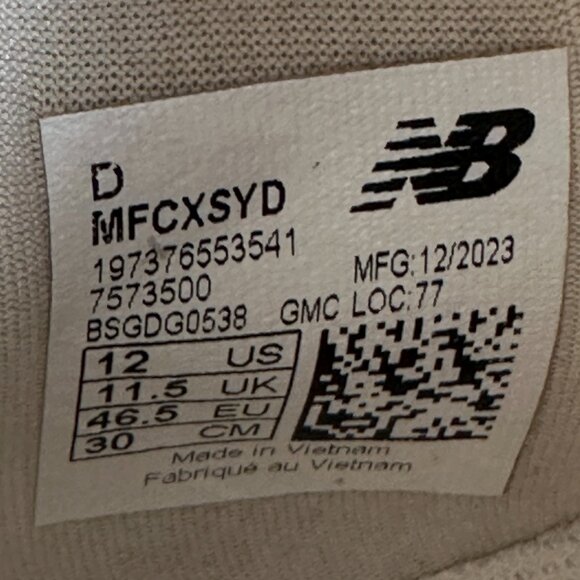 NB
D
MFCXSYD
197376553541
7573500 MFG:12/2023
BSGDG0538 GMC LOC:77
12 US
11.5 UK
46.5 EU
30 CM
Made in Vietnam
Fabriqué au Vietnam